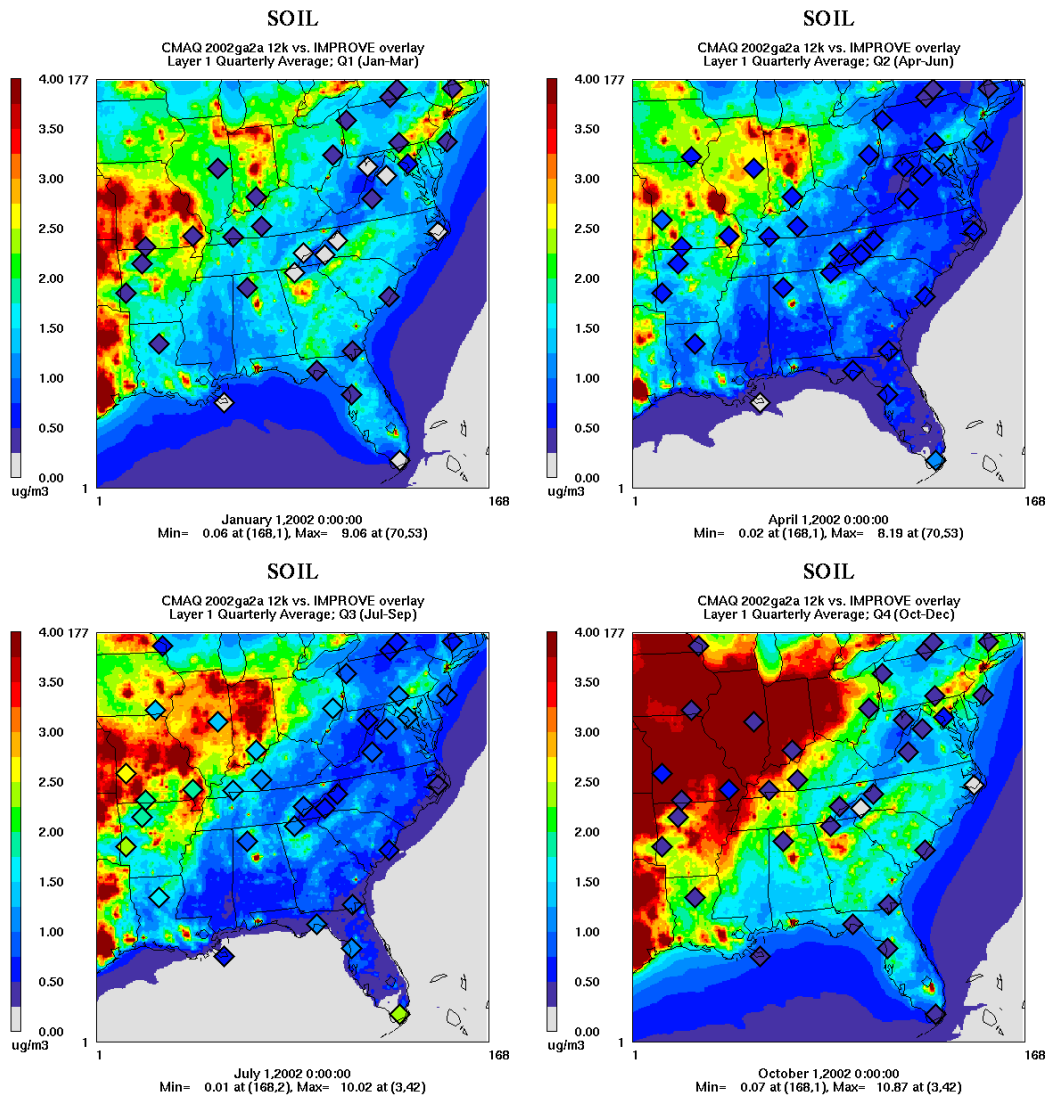 SOIL
CMAQ 2002ga2a 12k vs. IMPROVE overlay
Layer 1 Quarterly Average; Q1 (Jan-Mar)
4.00 177
3.50
3.00
2.50
2.00
1.50
1.00
0.50
0.00
ug/m3
1
1 168
January 1,2002 0:00:00
Min= 0.06 at (168,1), Max= 9.06 at (70,53)
SOIL
CMAQ 2002ga2a 12k vs. IMPROVE overlay
Layer 1 Quarterly Average; Q2 (Apr-Jun)
4.00 177
3.50
3.00
2.50
2.00
1.50
1.00
0.50
0.00
ug/m3
1
1 168
April 1,2002 0:00:00
Min= 0.02 at (168,1), Max= 8.19 at (70,53)
SOIL
CMAQ 2002ga2a 12k vs. IMPROVE overlay
Layer 1 Quarterly Average; Q3 (Jul-Sep)
4.00 177
3.50
3.00
2.50
2.00
1.50
1.00
0.50
0.00
ug/m3
1
1 168
July 1,2002 0:00:00
Min= 0.01 at (168,2), Max= 10.02 at (3,42)
SOIL
CMAQ 2002ga2a 12k vs. IMPROVE overlay
Layer 1 Quarterly Average; Q4 (Oct-Dec)
4.00 177
3.50
3.00
2.50
2.00
1.50
1.00
0.50
0.00
ug/m3
1
1 168
October 1,2002 0:00:00
Min= 0.07 at (168,1), Max= 10.87 at (3,42)